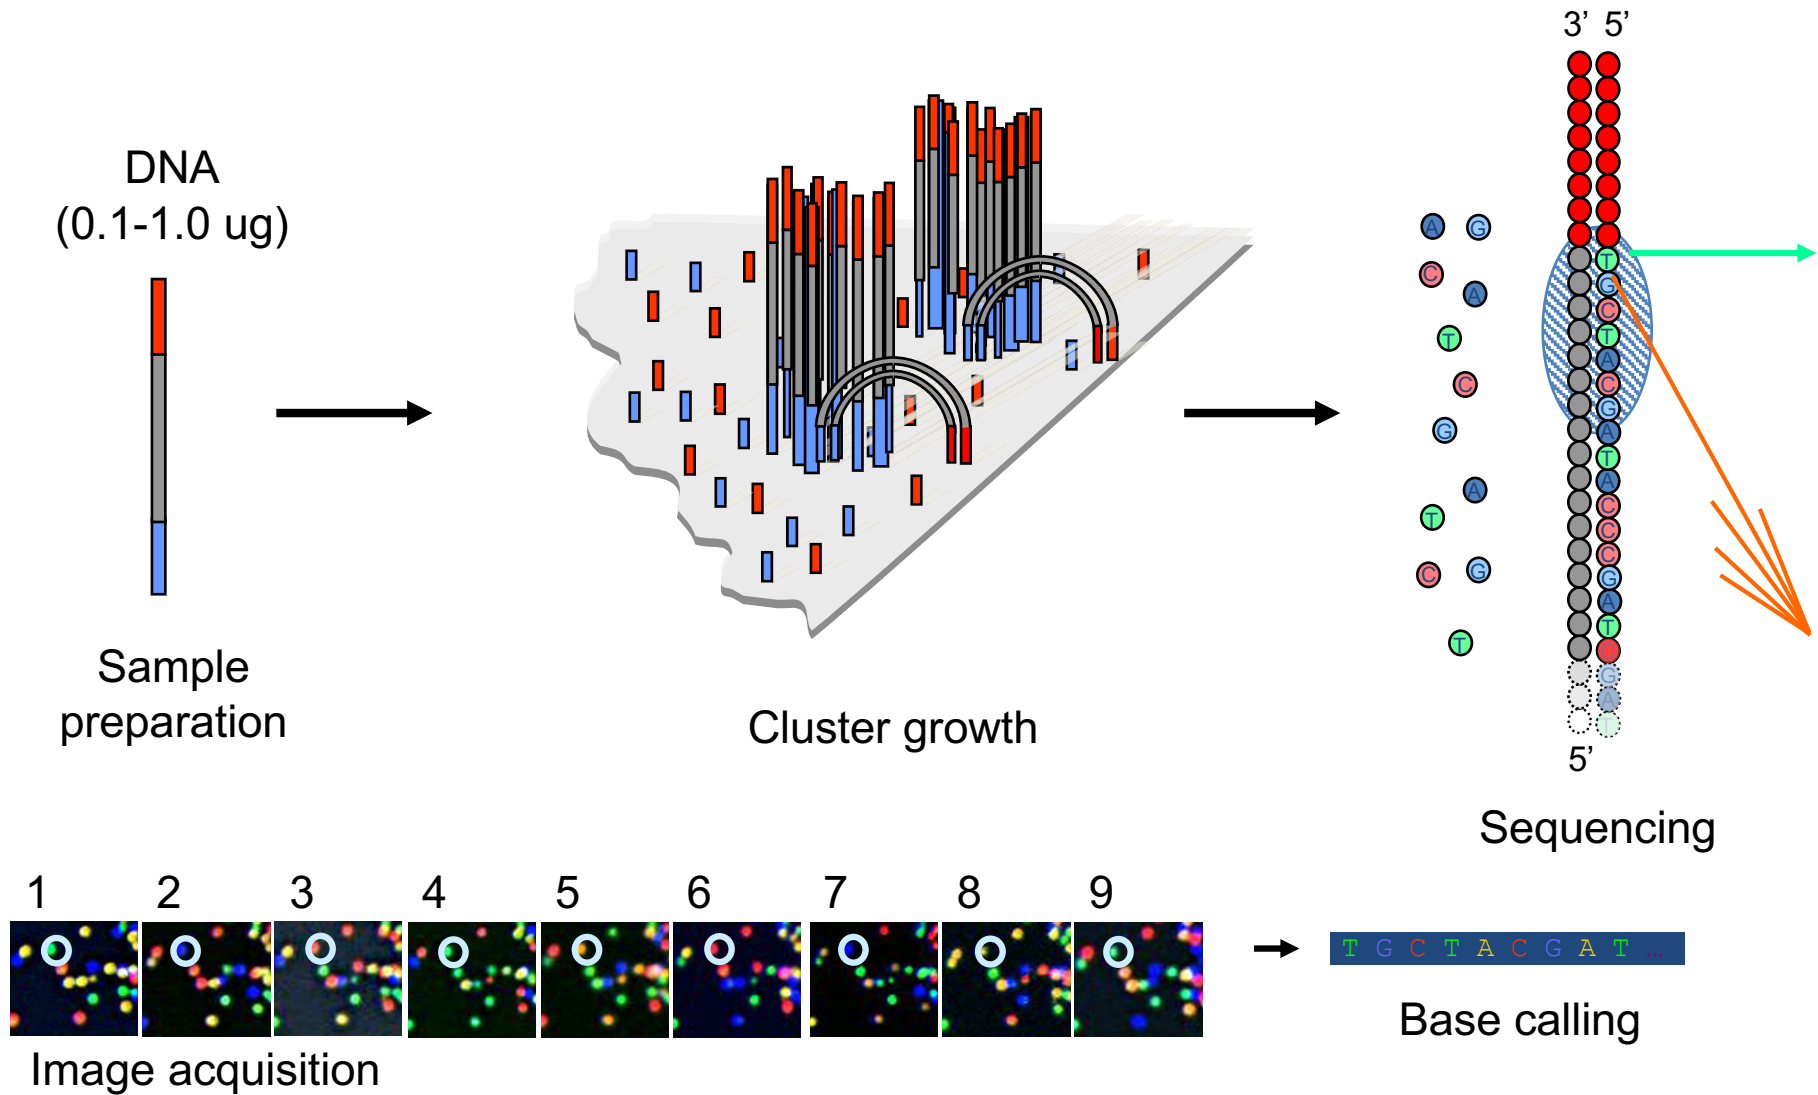 3’ 5’
DNA
(0.1-1.0 ug)
A G
C
A
T
C
G
A
T
C G
T
T
G
C
T
A
C
G
A
T
A
C
C
C
G
A
T
C
G
A
T
5’
Sample
preparation
Cluster growth
Sequencing
1 2 3 4 5 6 7 8 9
T G C T A C G A T ...
Image acquisition
Base calling